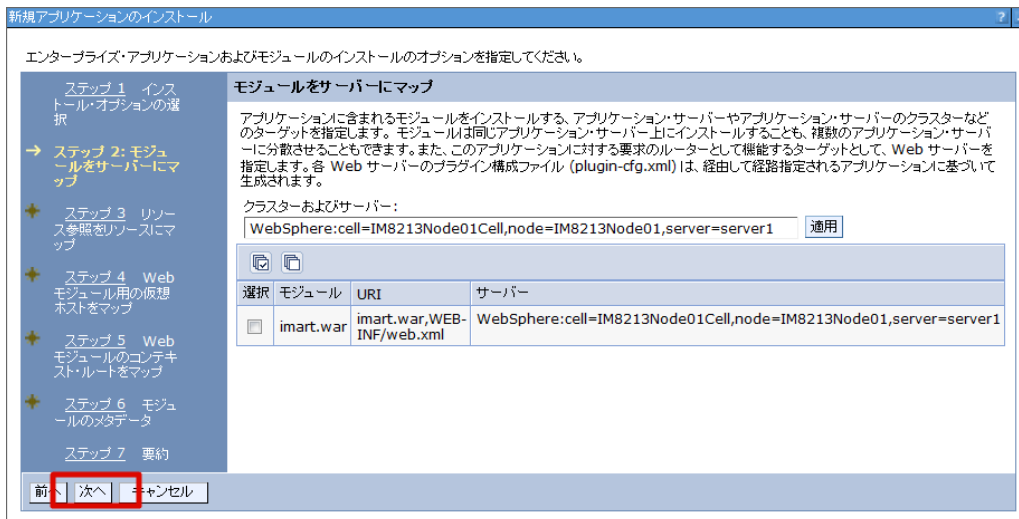 新規アプリケーションのインストール
?
エンタープライズ・アプリケーションおよびモジュールのインストールのオプションを指定してください。
ステップ 1 インス
トール・オプションの選
択
ステップ 2: モジュ
ールをサーバーにマ
ップ
ステップ 3 リソー
ス参照をリソースにマ
ップ
ステップ 4 Web
モジュール用の仮想
ホストをマップ
ステップ 5 Web
モジュールのコンテキ
スト・ルートをマップ
ステップ 6 モジュ
ールのメタデータ
ステップ 7 要約
モジュールをサーバーにマップ
アプリケーションに含まれるモジュールをインストールする、アプリケーション・サーバーやアプリケーション・サーバーのクラスターなど
のターゲットを指定します。モジュールは同じアプリケーション・サーバー上にインストールすることも、複数のアプリケーション・サーバ
ーに分散させることもできます。また、このアプリケーションに対する要求のルーターとして機能するターゲットとして、Web サーバーを
指定します。各 Web サーバーのプラグイン構成ファイル (plugin-cfg.xml) は、経由して経路指定されるアプリケーションに基づいて
生成されます。
クラスターおよびサーバー:
WebSphere:cell=IM8213Node01Cell,node=IM8213Node01,server=server1 適用
選択 モジュール URI サーバー
imart.war imart.war,WEB-INF/web.xml WebSphere:cell=IM8213Node01Cell,node=IM8213Node01,server=server1
前へ 次へ キャンセル